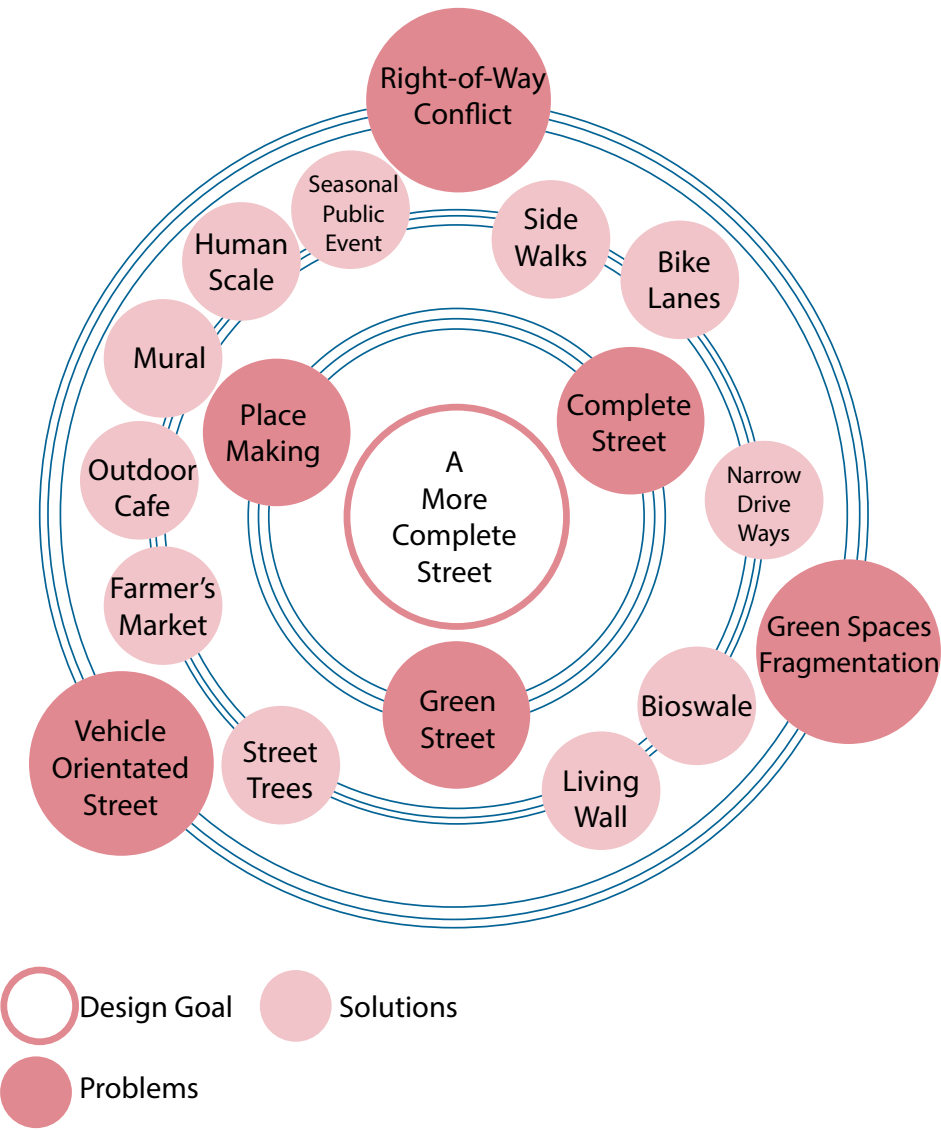 Right-of-Way
Conflict
Seasonal
Public
Event
Side
Walks
Human
Scale
Bike
Lanes
Mural
Place
Making
Complete
Street
A
More
Complete
Street
Outdoor
Cafe
Narrow
Drive
Ways
Farmer’s
Market
Green Spaces
Fragmentation
Green
Street
Bioswale
Vehicle
Orientated
Street
Street
Trees
Living
Wall
Design Goal
Solutions
Problems